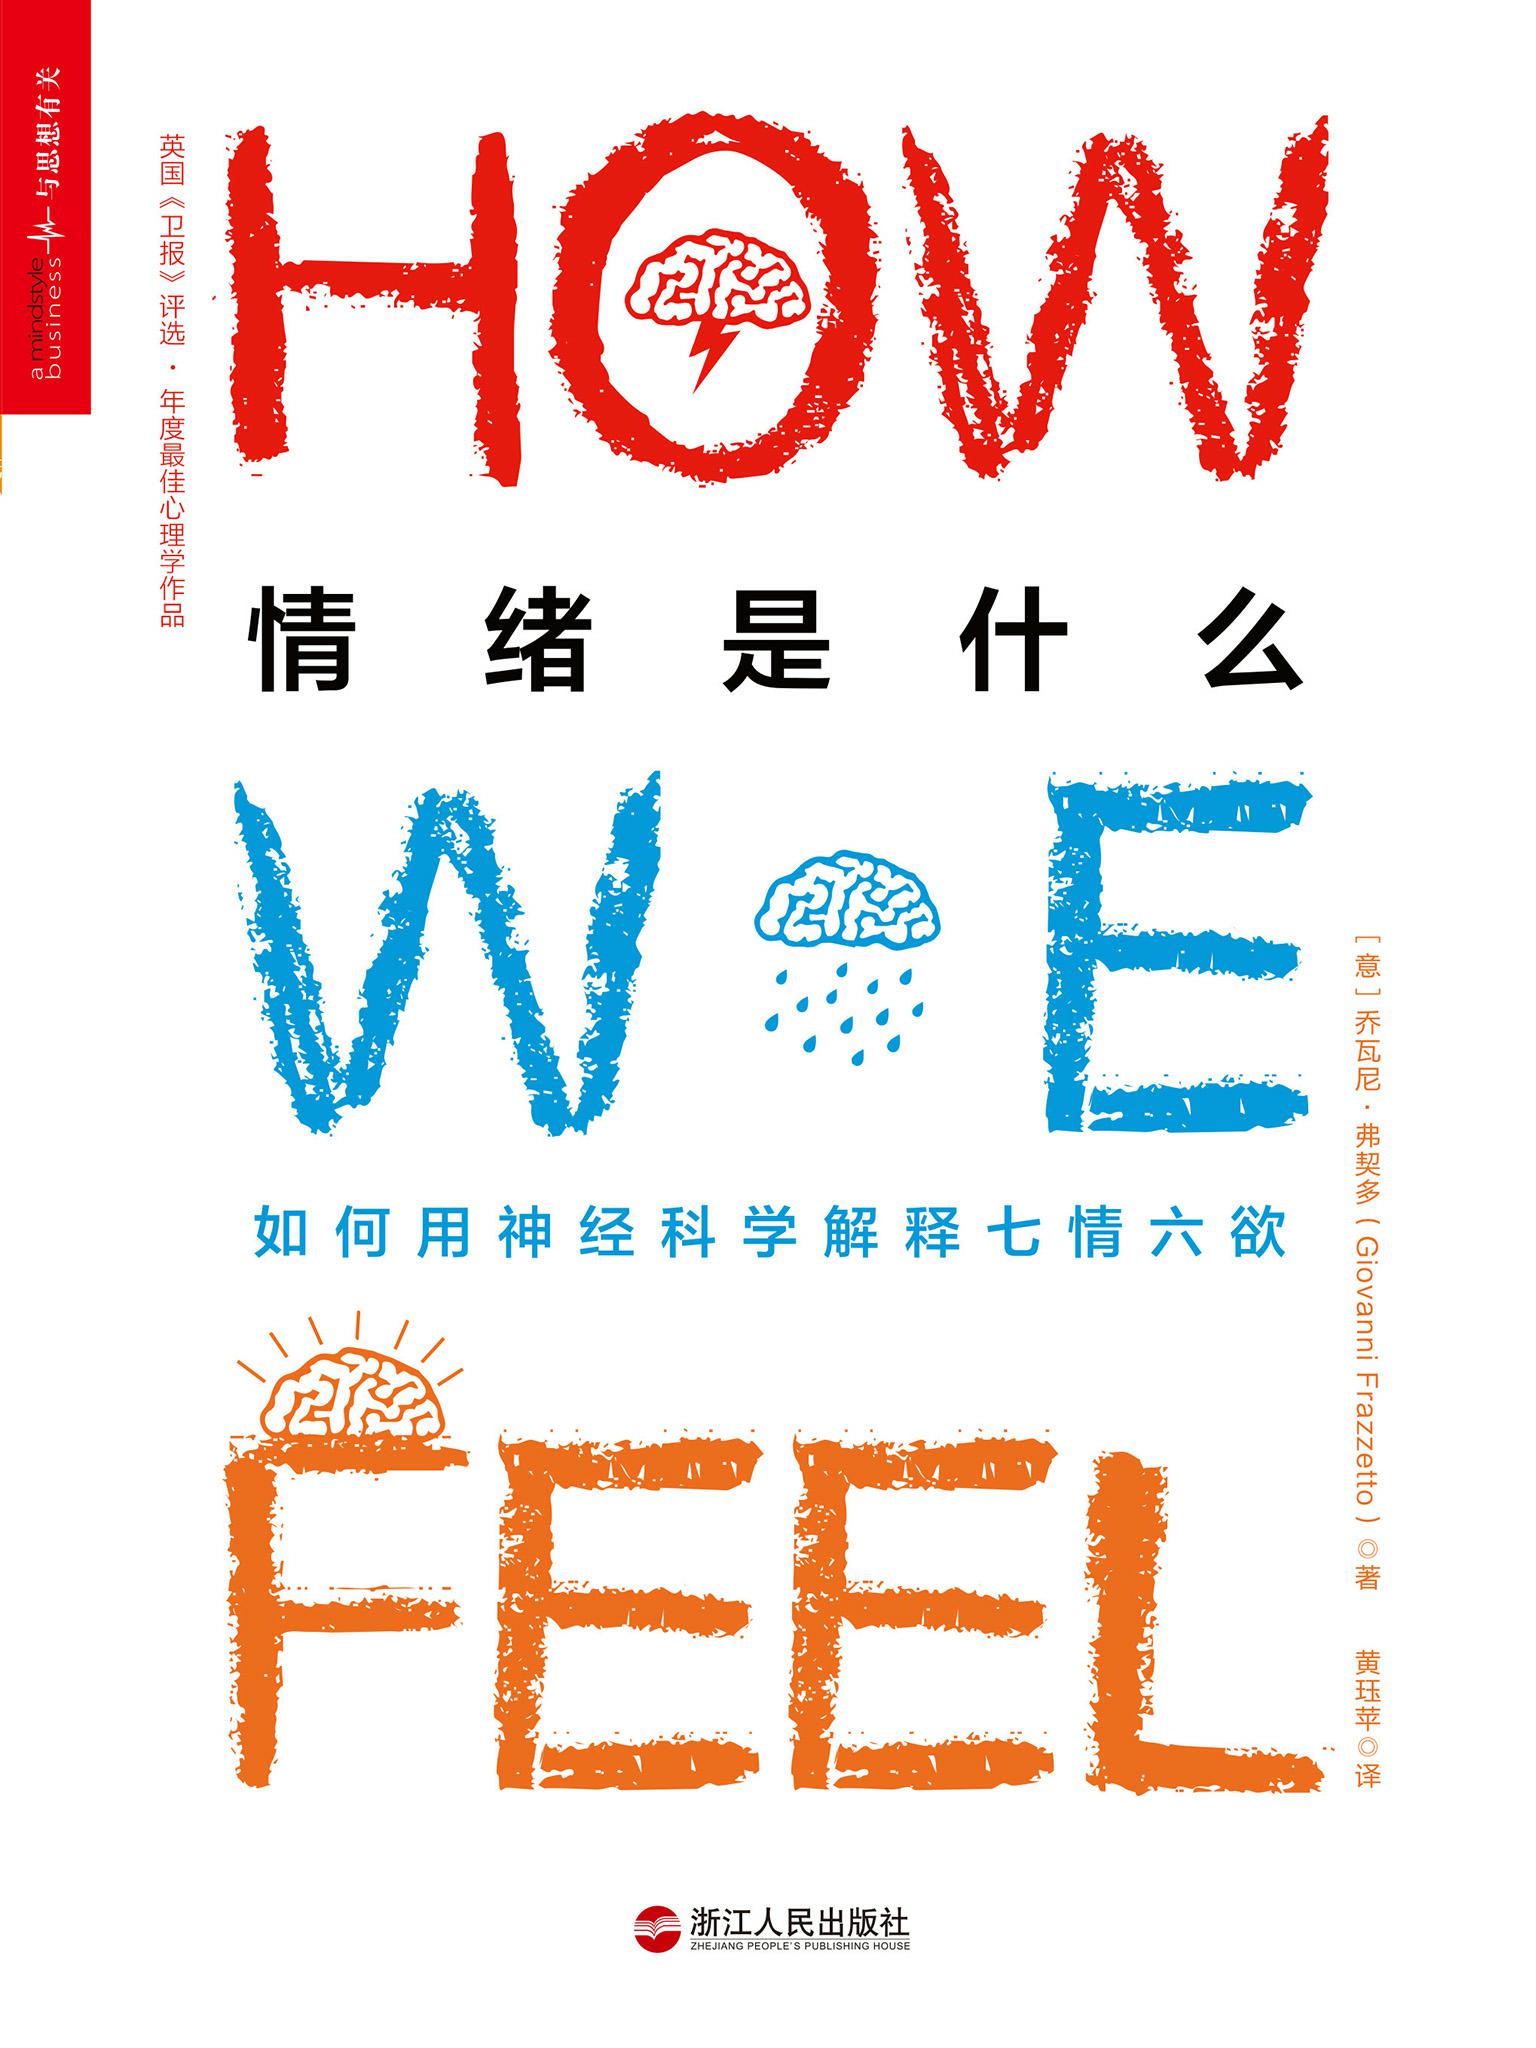 与思想有关
a mindstyle
business
英国《卫报》评选·年度最佳心理学作品
HOW
情绪是什么
WE
如何用神经科学解释七情六欲
FEEL
[意]乔瓦尼·弗契多(Giovanni Frazzetto)◎著
黄珏苹◎译
浙江人民出版社
ZHEJIANG PEOPLE'S PUBLISHING HOUSE